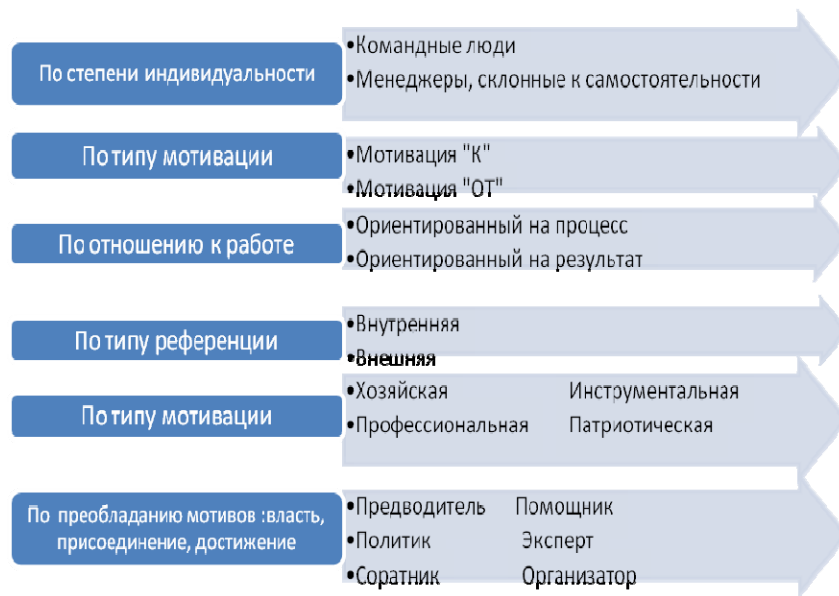 По степени индивидуальности
•Командные люди
•Менеджеры, склонные к самостоятельности
По типу мотивации
•Мотивация "К"
•Мотивация "ОТ"
По отношению к работе
•Ориентированный на процесс
•Ориентированный на результат
По типу референции
•Внутренняя
•Внешняя
По типу мотивации
•Хозяйская Инструментальная
•Профессиональная Патриотическая
По преобладанию мотивов :власть,
присоединение, достижение
•Предводитель Помощник
•Политик Эксперт
•Соратник Организатор